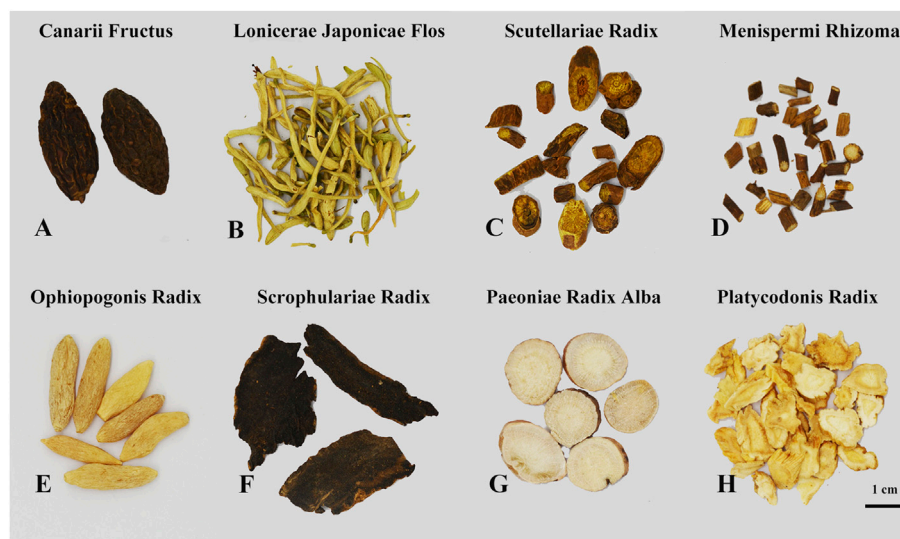 Canarii Fructus
Lonicerae Japonicae Flos
Scutellariae Radix
Menispermi Rhizoma
A
B
C
D
Ophiopogonis Radix
Scrophulariae Radix
Paeoniae Radix Alba
Platycodonis Radix
E
F
G
H
1 cm